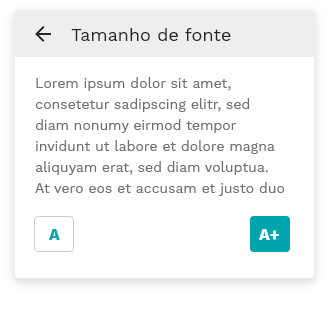 Tamanho de fonte
Lorem ipsum dolor sit amet,
consetetur sadipscing elitr, sed
diam nonumy eirmod tempor
invidunt ut labore et dolore magna
aliquyam erat, sed diam voluptua.
At vero eos et accusam et justo duo
A A+